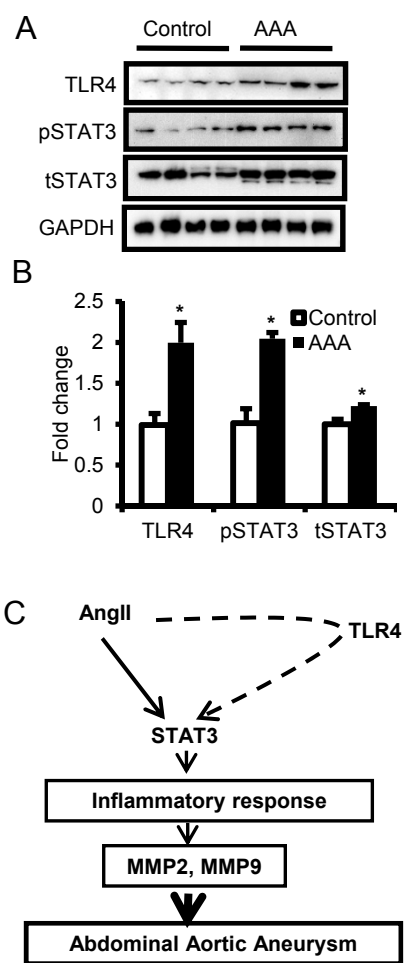 A
Control AAA
TLR4
pSTAT3
tSTAT3
GAPDH
B
2.5
2
1.5
1
0.5
0
Fold change
* * *
Control
AAA
TLR4 pSTAT3 tSTAT3
C
AngII
TLR4
STAT3
Inflammatory response
MMP2, MMP9
Abdominal Aortic Aneurysm